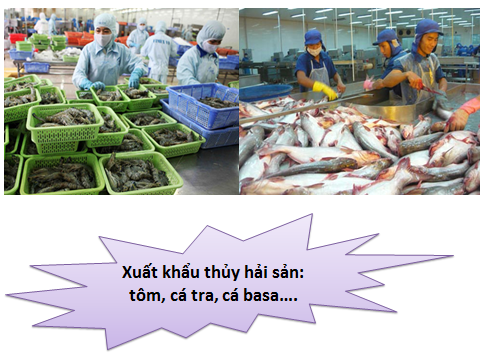 Xuất khẩu thủy hải sản:
tôm, cá tra, cá basa....